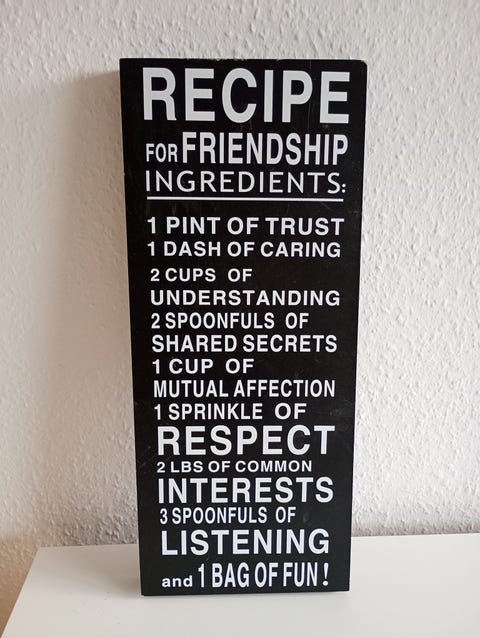 RECIPE
FOR FRIENDSHIP
INGREDIENTS:
1 PINT OF TRUST
1 DASH OF CARING
2 CUPS OF
UNDERSTANDING
2 SPOONFULS OF
SHARED SECRETS
1 CUP OF
MUTUAL AFFECTION
1 SPRINKLE OF
RESPECT
2 LBS OF COMMON
INTERESTS
3 SPOONFULS OF
LISTENING
and 1 BAG OF FUN!